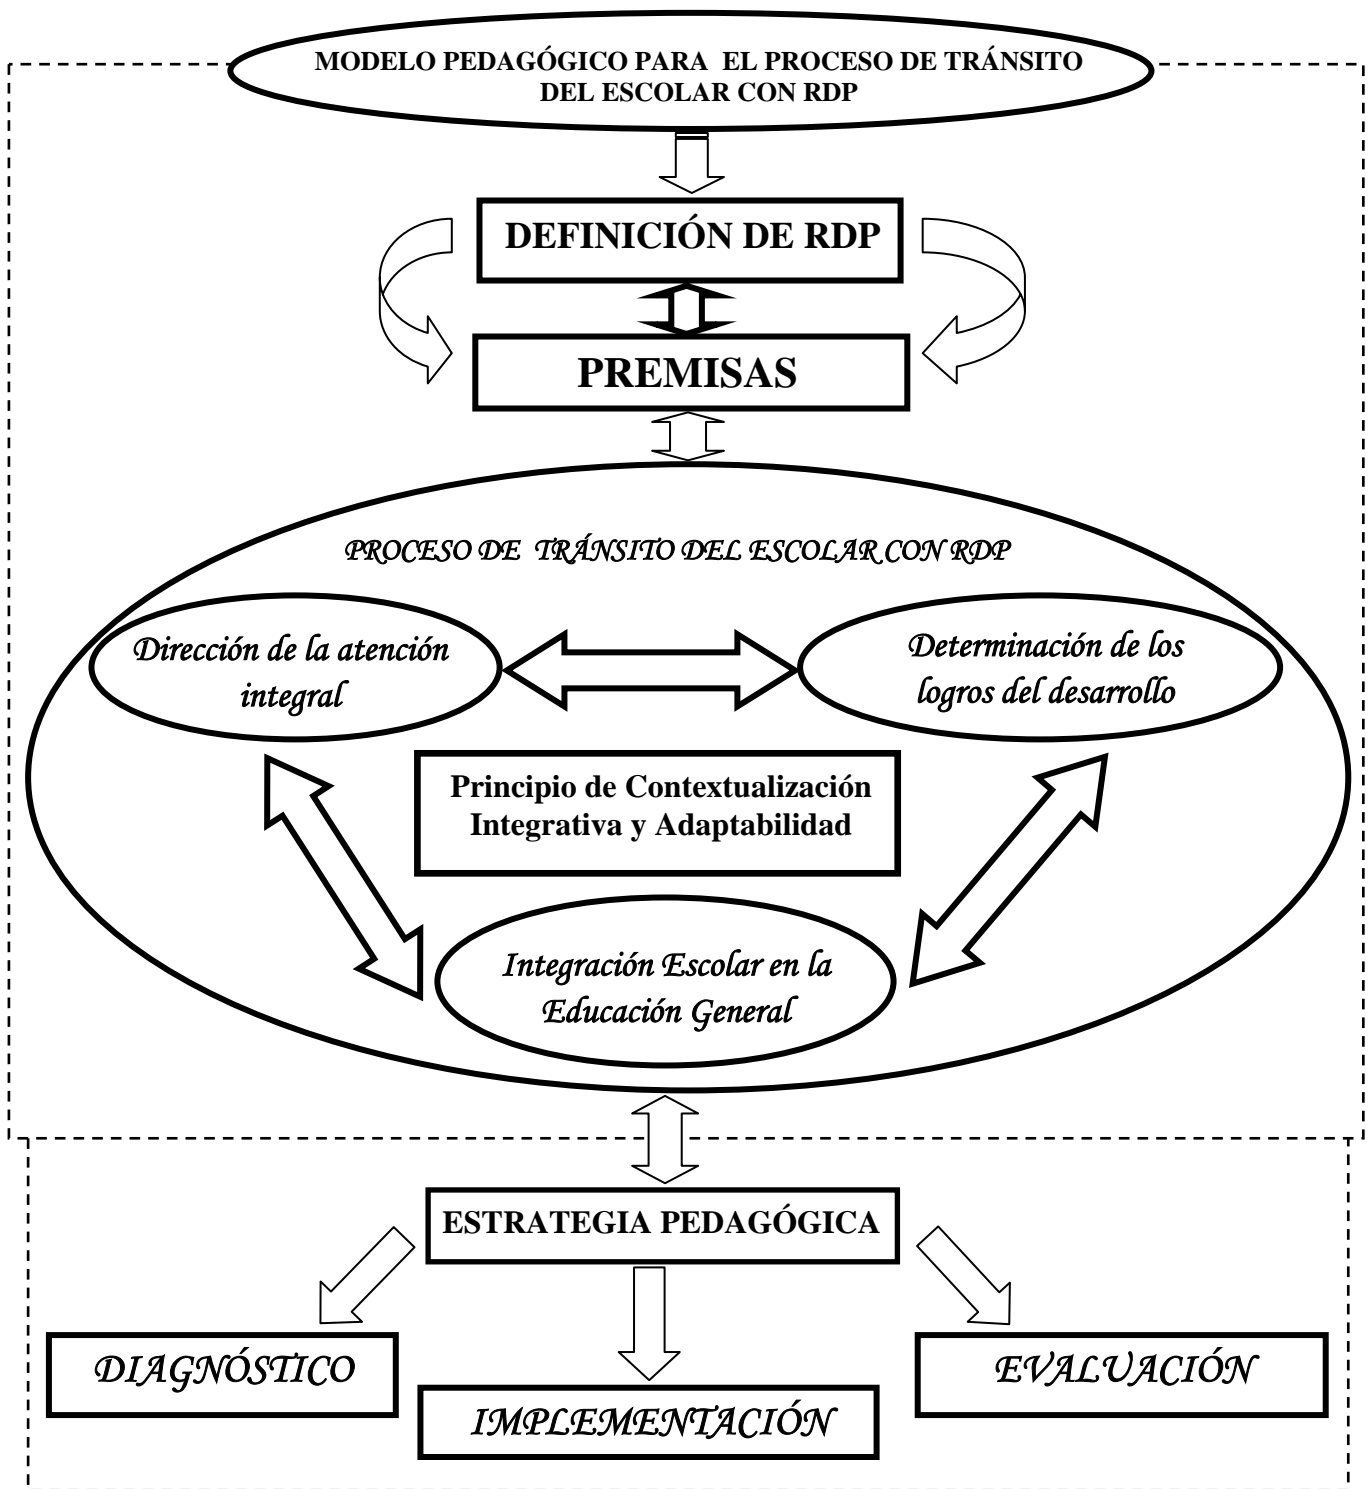 MODELO PEDAGÓGICO PARA EL PROCESO DE TRÁNSITO
DEL ESCOLAR CON RDP
DEFINICIÓN DE RDP
PREMISAS
PROCESO DE TRÁNSITO DEL ESCOLAR CON RDP
Dirección de la atención
integral
Determinación de los
logros del desarrollo
Principio de Contextualización
Integrativa y Adaptabilidad
Integración Escolar en la
Educación General
ESTRATEGIA PEDAGÓGICA
DIAGNÓSTICO
IMPLEMENTACIÓN
EVALUACIÓN